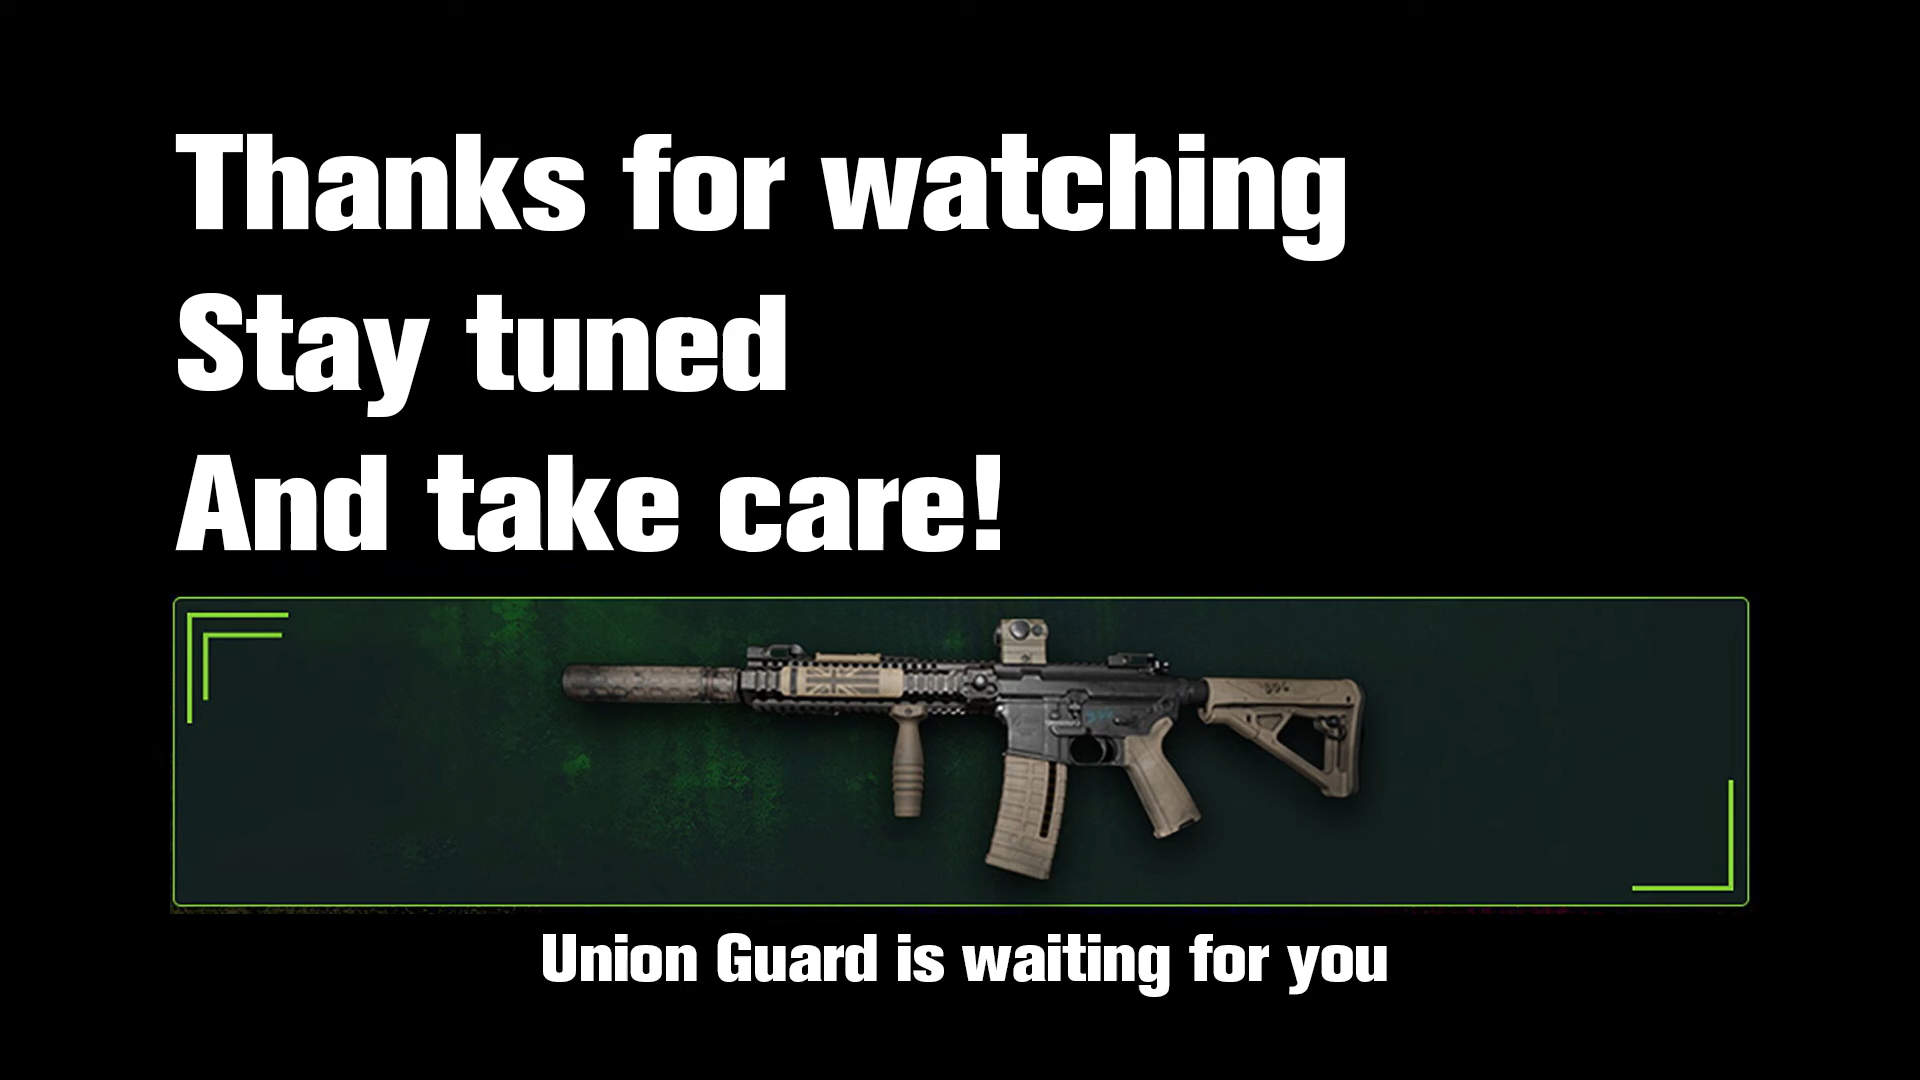 Thanks for watching
Stay tuned
And take care!
Union Guard is waiting for you